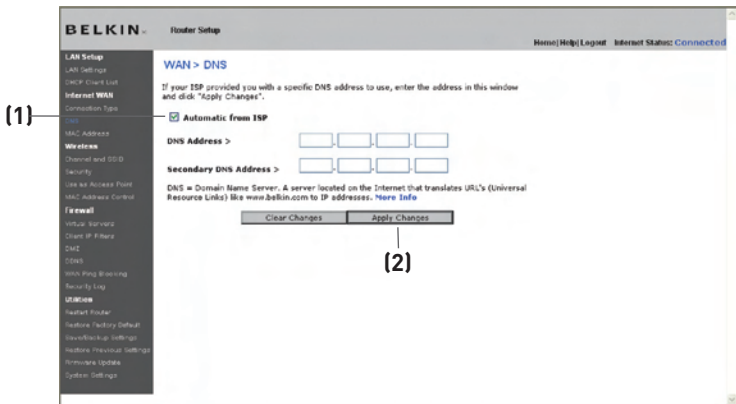 BELKIN
Router Setup
Home|Help|Logout Internet Status: Connected
LAN Setup
LAN Settings
DHCP Client List
Internet WAN
Connection Type
DNS
MAC Address
Wireless
Channel and SSID
Security
Use as Access Point
MAC Address Control
Firewall
Virtual Servers
Client IP Filters
DMZ
DDNS
WAN Ping Blocking
Security Log
Utilities
Restart Router
Restore Factory Default
Save/Backup Settings
Restore Previous Settings
Firmware Update
System Settings
WAN > DNS
If your ISP provided you with a specific DNS address to use, enter the address in this window
and click "Apply Changes".
(1)
Automatic from ISP
DNS Address >
. . .
Secondary DNS Address >
. . .
DNS = Domain Name Server. A server located on the Internet that translates URL's (Universal
Resource Links) like www.belkin.com to IP addresses. More Info
Clear Changes
Apply Changes
(2)